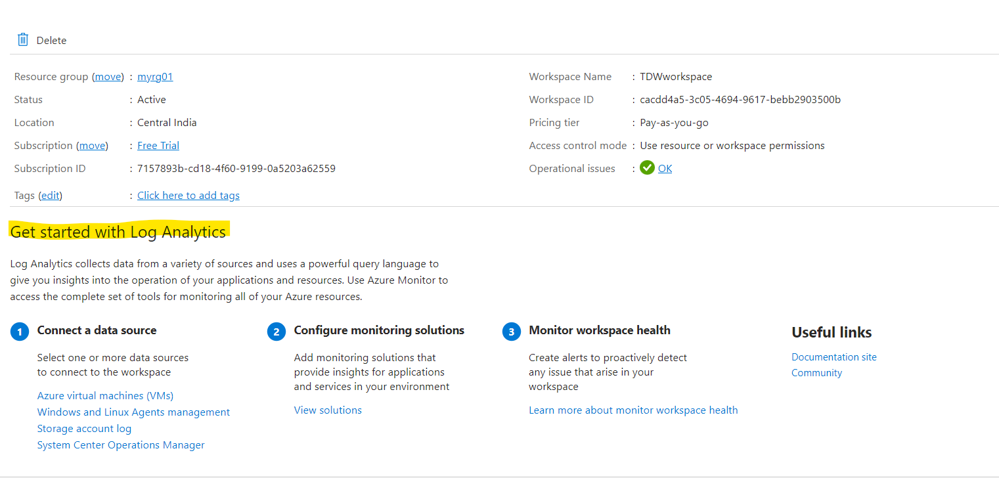 Delete
Resource group (move) : myrg01
Status : Active
Location : Central India
Subscription (move) : Free Trial
Subscription ID : 7157893b-cd18-4f60-9199-0a5203a62559
Tags (edit) : Click here to add tags
Workspace Name : TDWworkspace
Workspace ID : cacdd4a5-3c05-4694-9617-bebb2903500b
Pricing tier : Pay-as-you-go
Access control mode : Use resource or workspace permissions
Operational issues : OK
Get started with Log Analytics
Log Analytics collects data from a variety of sources and uses a powerful query language to
give you insights into the operation of your applications and resources. Use Azure Monitor to
access the complete set of tools for monitoring all of your Azure resources.
1 Connect a data source
Select one or more data sources
to connect to the workspace
Azure virtual machines (VMs)
Windows and Linux Agents management
Storage account log
System Center Operations Manager
2 Configure monitoring solutions
Add monitoring solutions that
provide insights for applications
and services in your environment
View solutions
3 Monitor workspace health
Create alerts to proactively detect
any issue that arise in your
workspace
Learn more about monitor workspace health
Useful links
Documentation site
Community